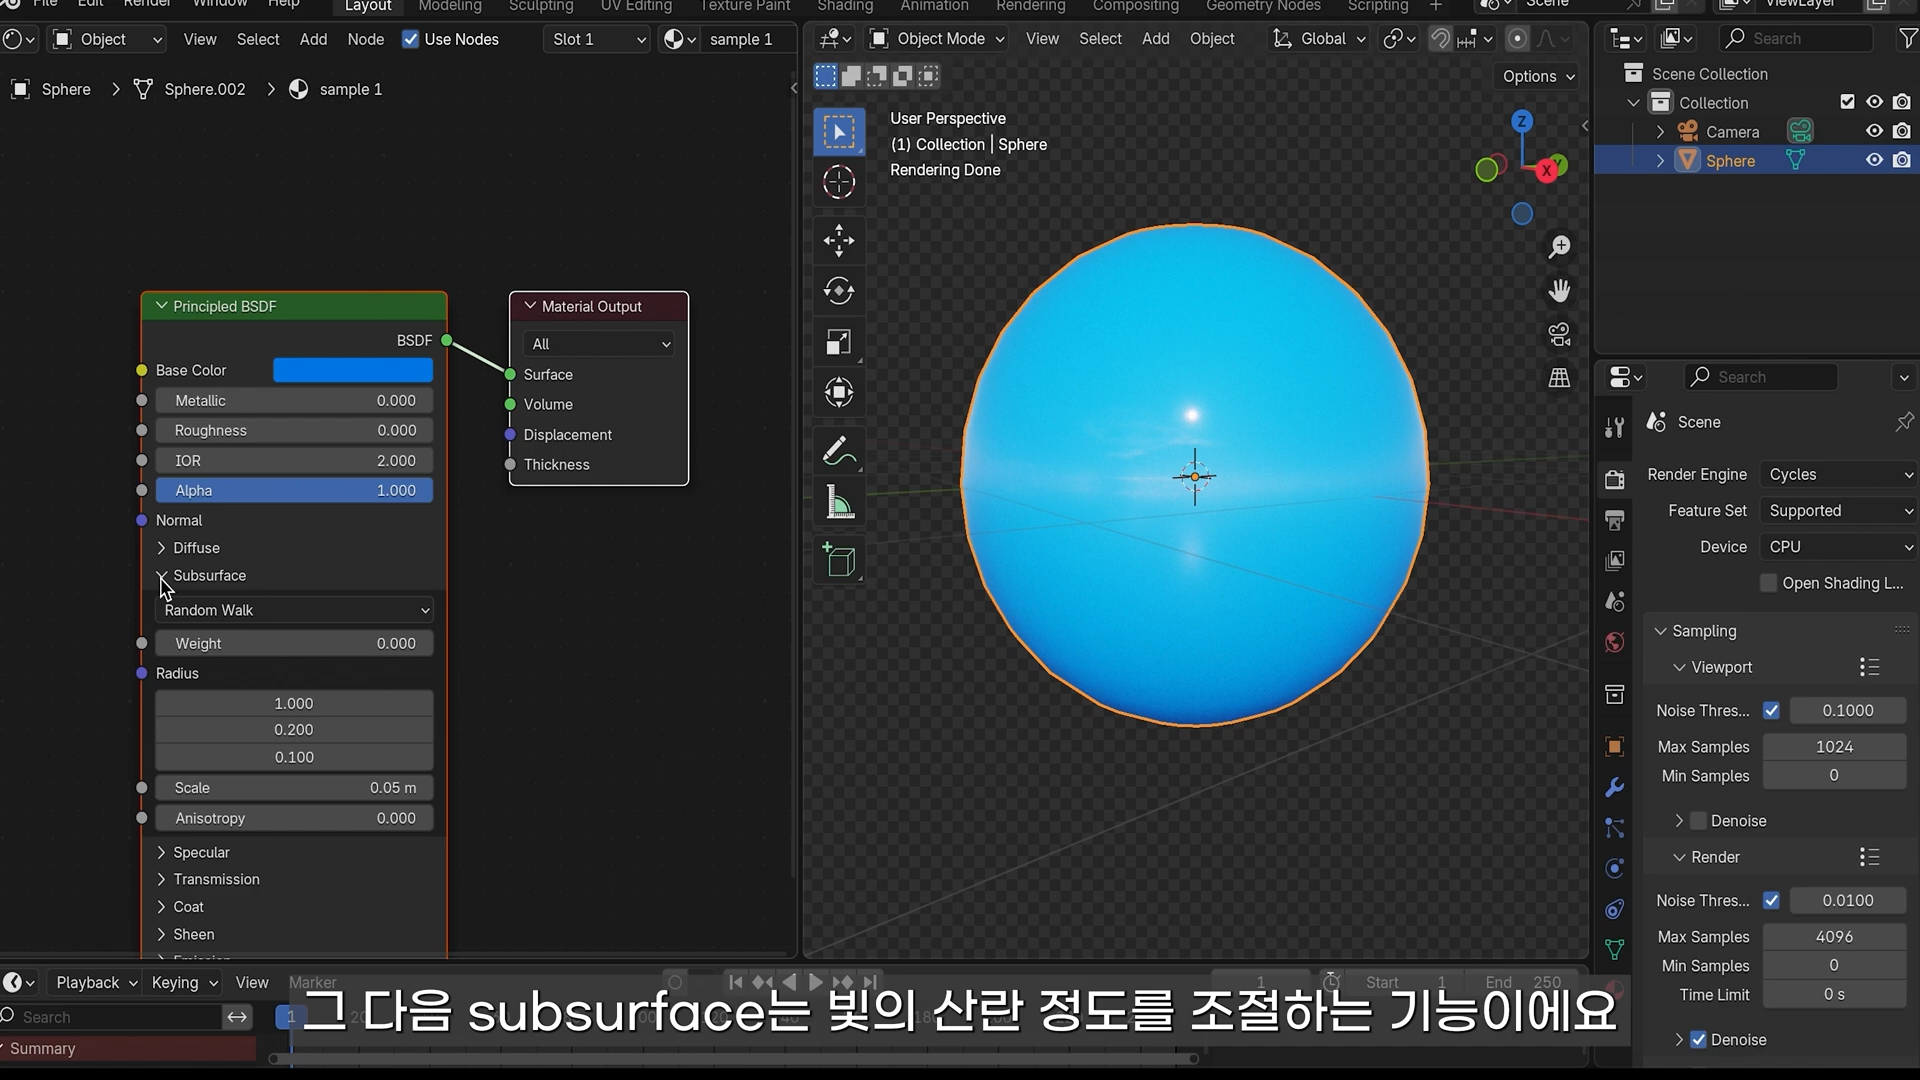 File Edit Render Window Help Layout Modeling Sculpting UV Editing Texture Paint Shading Animation Rendering Compositing Geometry Nodes Scripting + Scene ViewLayer
Object View Select Add Node Use Nodes Slot 1 sample 1
Sphere > Sphere.002 > sample 1
Principled BSDF
BSDF
Base Color
Metallic 0.000
Roughness 0.000
IOR 2.000
Alpha 1.000
Normal
Diffuse
Subsurface
Random Walk
Weight 0.000
Radius
1.000
0.200
0.100
Scale 0.05 m
Anisotropy 0.000
Specular
Transmission
Coat
Sheen
Material Output
All
Surface
Volume
Displacement
Thickness
Object Mode View Select Add Object Global
Options
User Perspective
(1) Collection | Sphere
Rendering Done
Z
Y
X
Search
Scene Collection
Collection
Camera
Sphere
Search
Scene
Render Engine Cycles
Feature Set Supported
Device CPU
Open Shading L...
Sampling
Viewport
Noise Thres... 0.1000
Max Samples 1024
Min Samples 0
Denoise
Render
Noise Thres... 0.0100
Max Samples 4096
Min Samples 0
Time Limit 0 s
Denoise
Playback Keying View Marker 1 Start 1 End 250
Search 1
Summary
그 다음 subsurface는 빛의 산란 정도를 조절하는 기능이에요